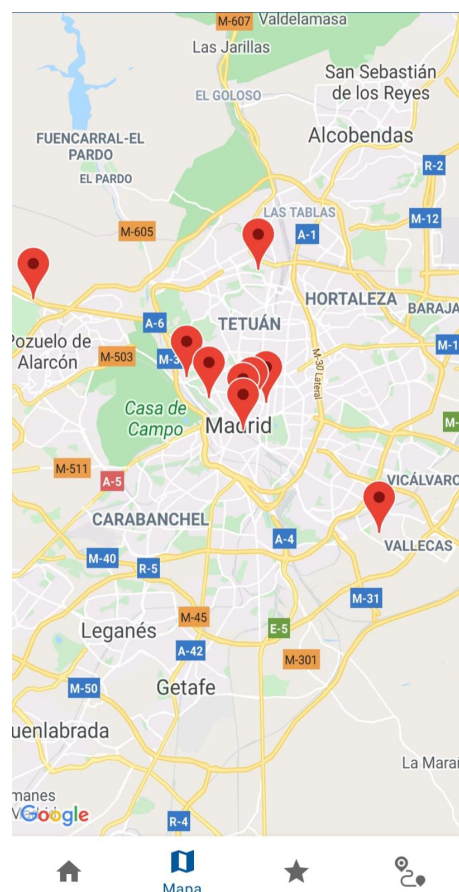 M-607
Valdelamasa
Las Jarillas
San Sebastián
de los Reyes
EL GOLOSO
Alcobendas
FUENCARRAL-EL
PARDO
R-2
EL PARDO
LAS TABLAS
M-12
M-605
A-1
HORTALEZA
BARAJA
A-6
TETUÁN
Pozuelo de
Alarcón
M-503
M-3
M-30 Lateral
M-1
Casa de
Campo
Madrid
M-
M-511
A-5
VICÁLVARO
CARABANCHEL
A-4
VALLECAS
M-40
R-5
M-31
M-45
Leganés
E-5
A-42
M-301
M-50
Getafe
uenlabrada
La Marañ
manes
Google
R-4
Mapa